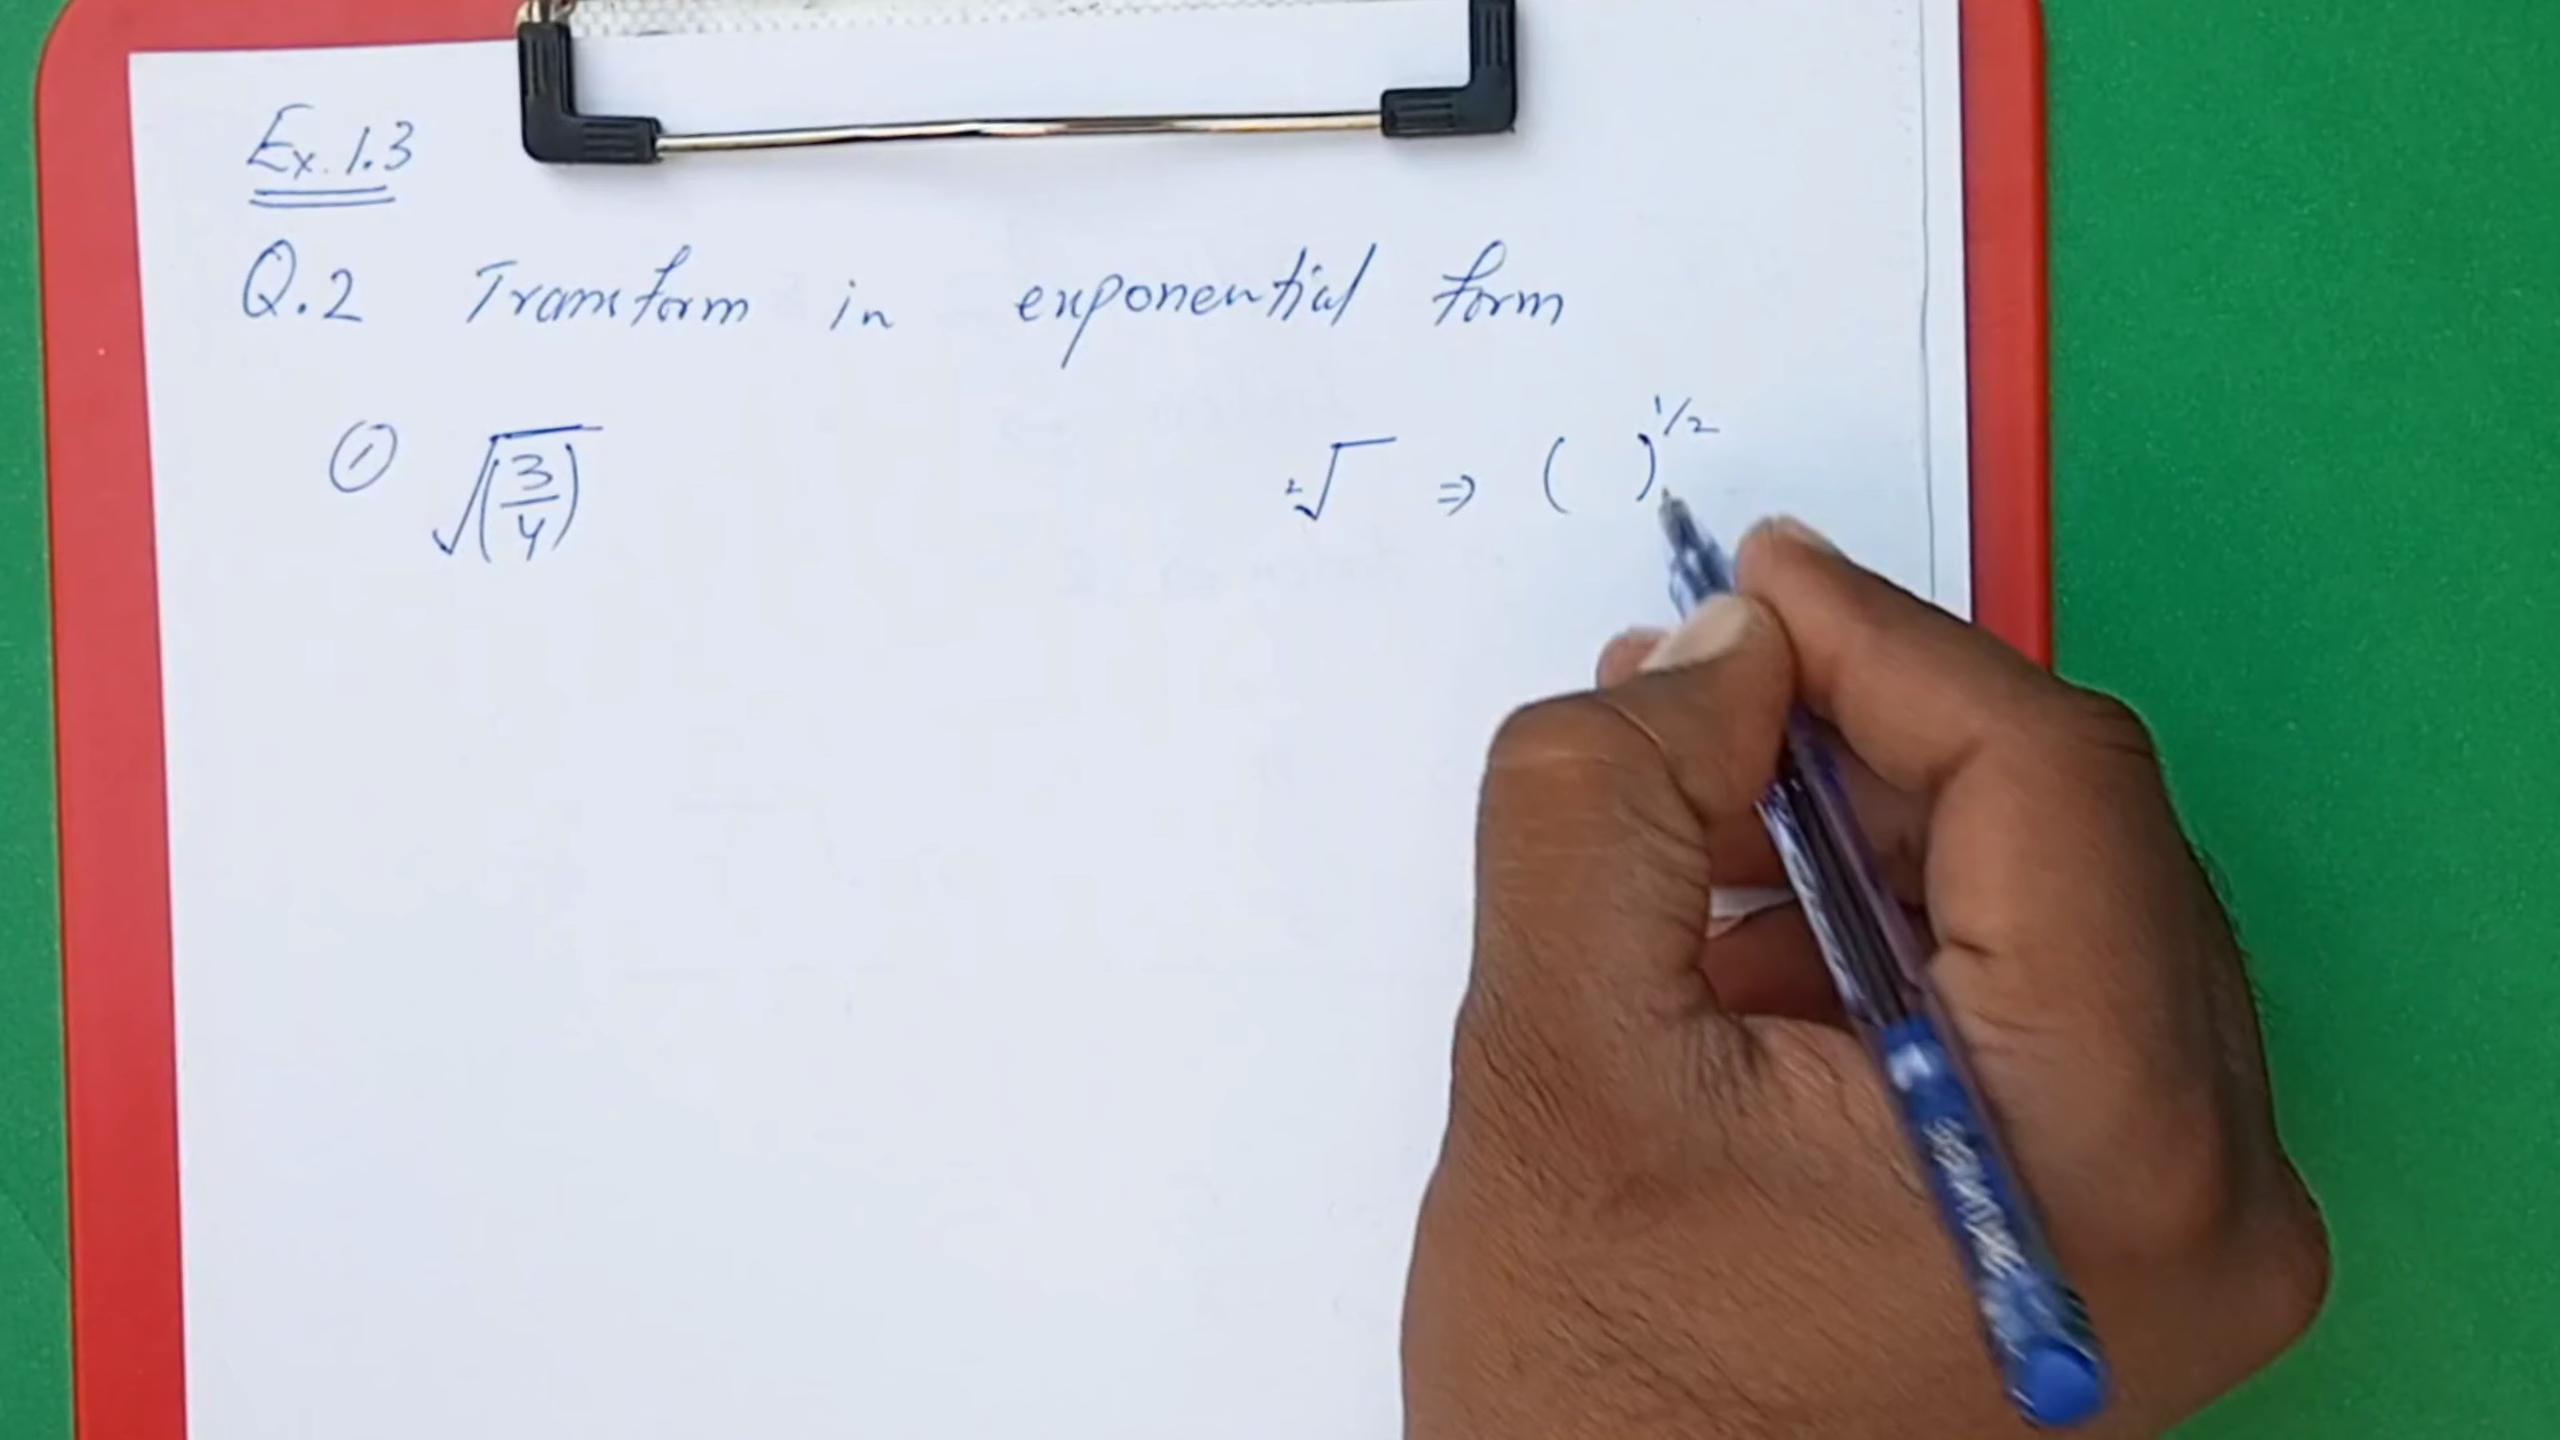 Ex. 1.3
Q.2 Transform in exponential form
① √(3/4) ²√ ⇒ ( )^1/2